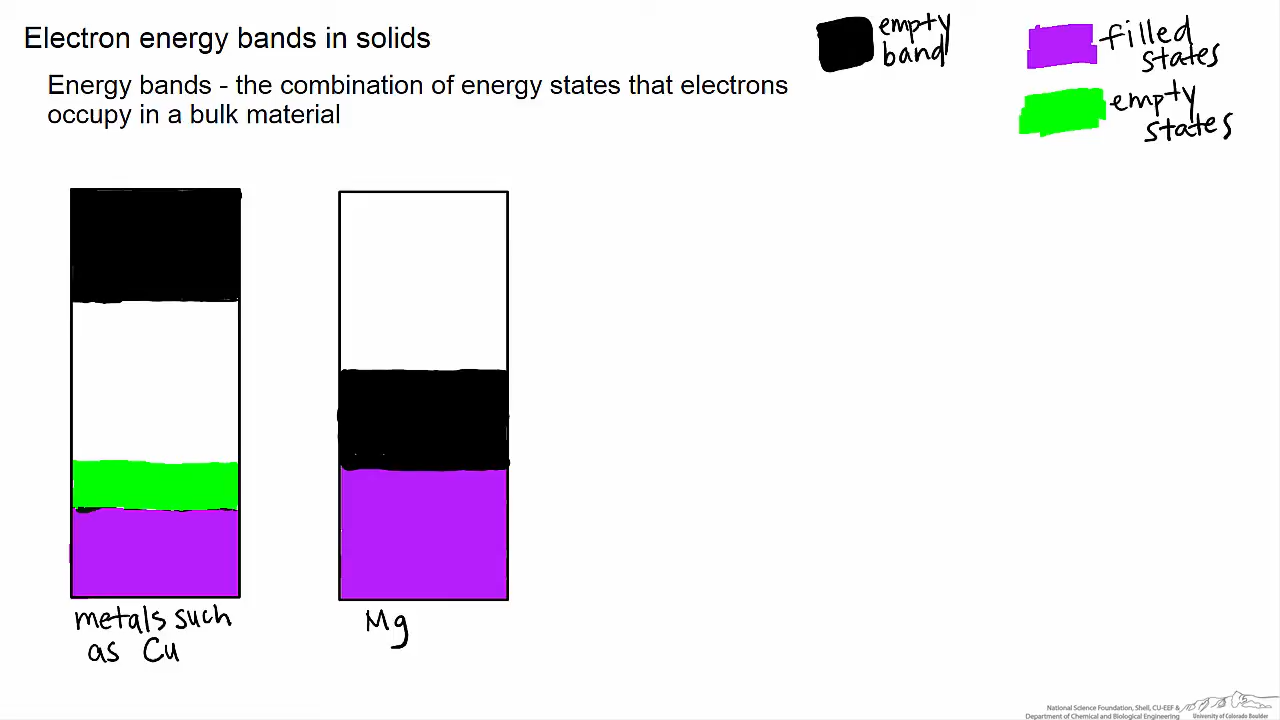 Electron energy bands in solids
Energy bands - the combination of energy states that electrons
occupy in a bulk material
empty
band
filled
states
empty
states
metals such
as Cu
Mg
National Science Foundation, Shell, CU-EEF &
Department of Chemical and Biological Engineering
University of Colorado Boulder